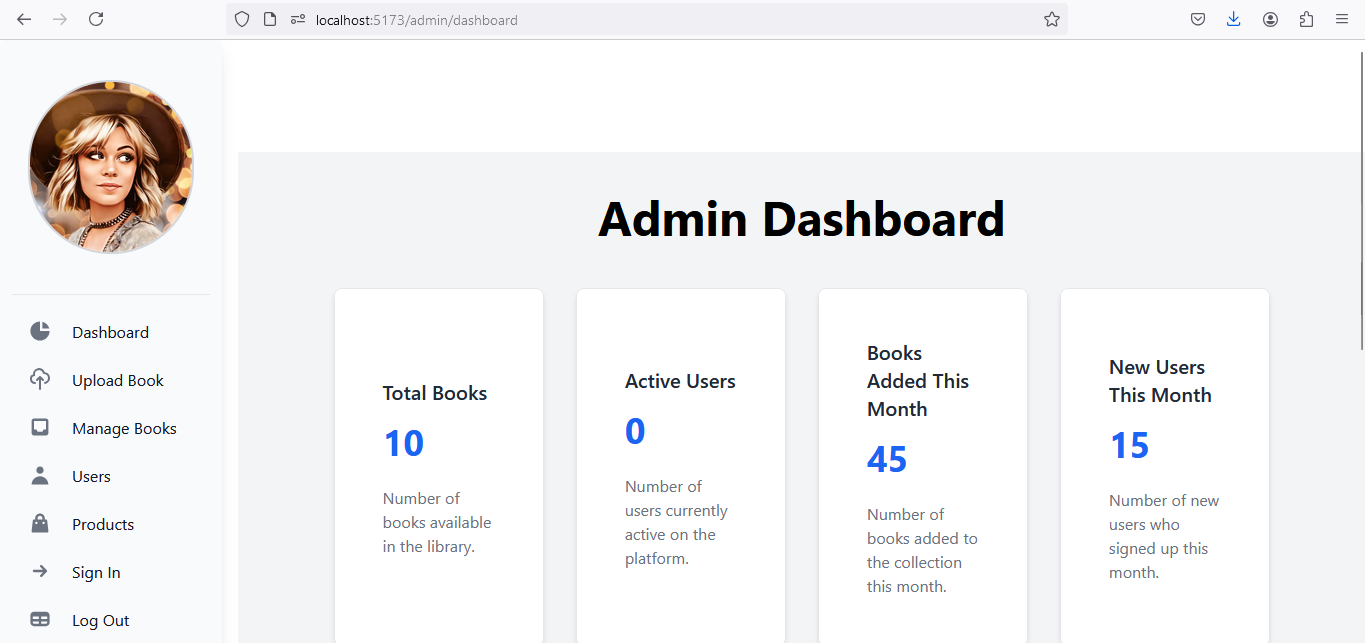 localhost:5173/admin/dashboard
Dashboard
Upload Book
Manage Books
Users
Products
Sign In
Log Out
Admin Dashboard
Total Books
10
Number of
books available
in the library.
Active Users
0
Number of
users currently
active on the
platform.
Books
Added This
Month
45
Number of
books added to
the collection
this month.
New Users
This Month
15
Number of new
users who
signed up this
month.